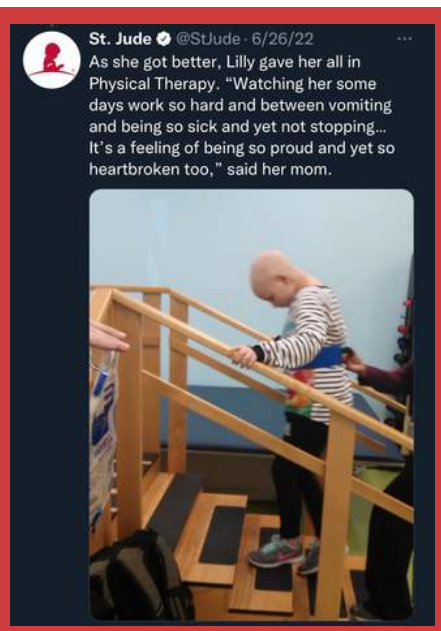 St. Jude @StJude · 6/26/22 ···
As she got better, Lilly gave her all in
Physical Therapy. “Watching her some
days work so hard and between vomiting
and being so sick and yet not stopping...
It’s a feeling of being so proud and yet so
heartbroken too,” said her mom.